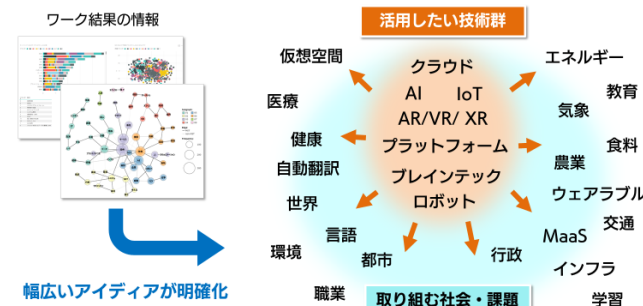 ワーク結果の情報
幅広いアイディアが明確化
活用したい技術群
クラウド
AI IoT
AR/VR/ XR
プラットフォーム
ブレインテック
ロボット
仮想空間
医療
健康
自動翻訳
世界
言語
環境
都市
職業
エネルギー
教育
気象
食料
農業
ウェアラブル
交通
MaaS
行政
インフラ
学習
取り組む社会・課題